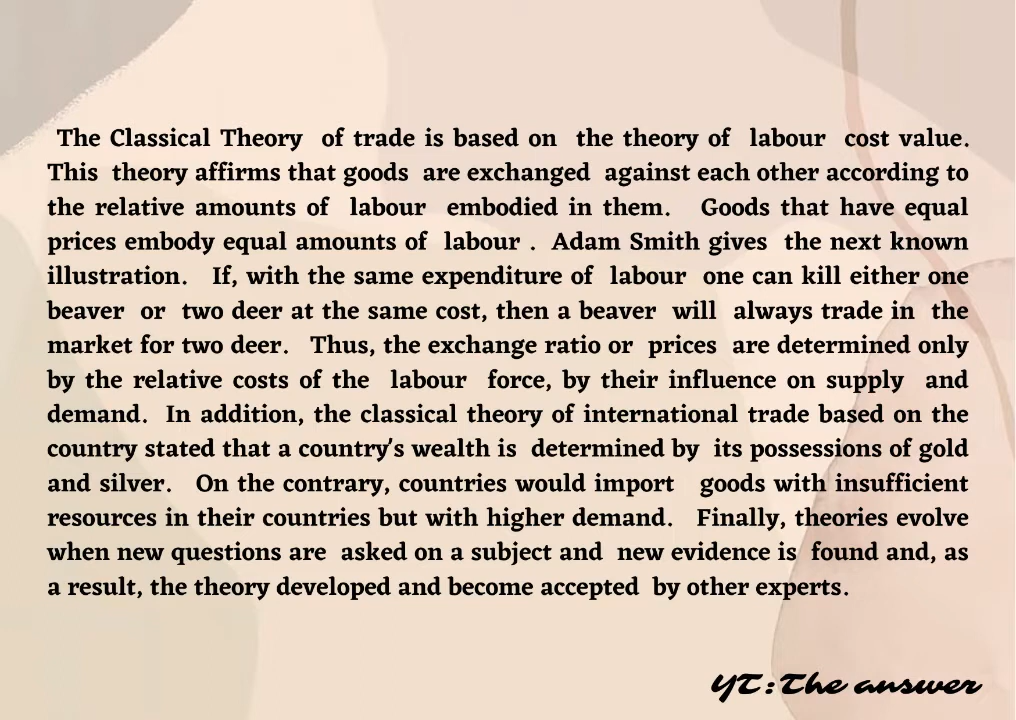 The Classical Theory of trade is based on the theory of labour cost value.
This theory affirms that goods are exchanged against each other according to
the relative amounts of labour embodied in them. Goods that have equal
prices embody equal amounts of labour . Adam Smith gives the next known
illustration. If, with the same expenditure of labour one can kill either one
beaver or two deer at the same cost, then a beaver will always trade in the
market for two deer. Thus, the exchange ratio or prices are determined only
by the relative costs of the labour force, by their influence on supply and
demand. In addition, the classical theory of international trade based on the
country stated that a country's wealth is determined by its possessions of gold
and silver. On the contrary, countries would import goods with insufficient
resources in their countries but with higher demand. Finally, theories evolve
when new questions are asked on a subject and new evidence is found and, as
a result, the theory developed and become accepted by other experts.
YT:The answer